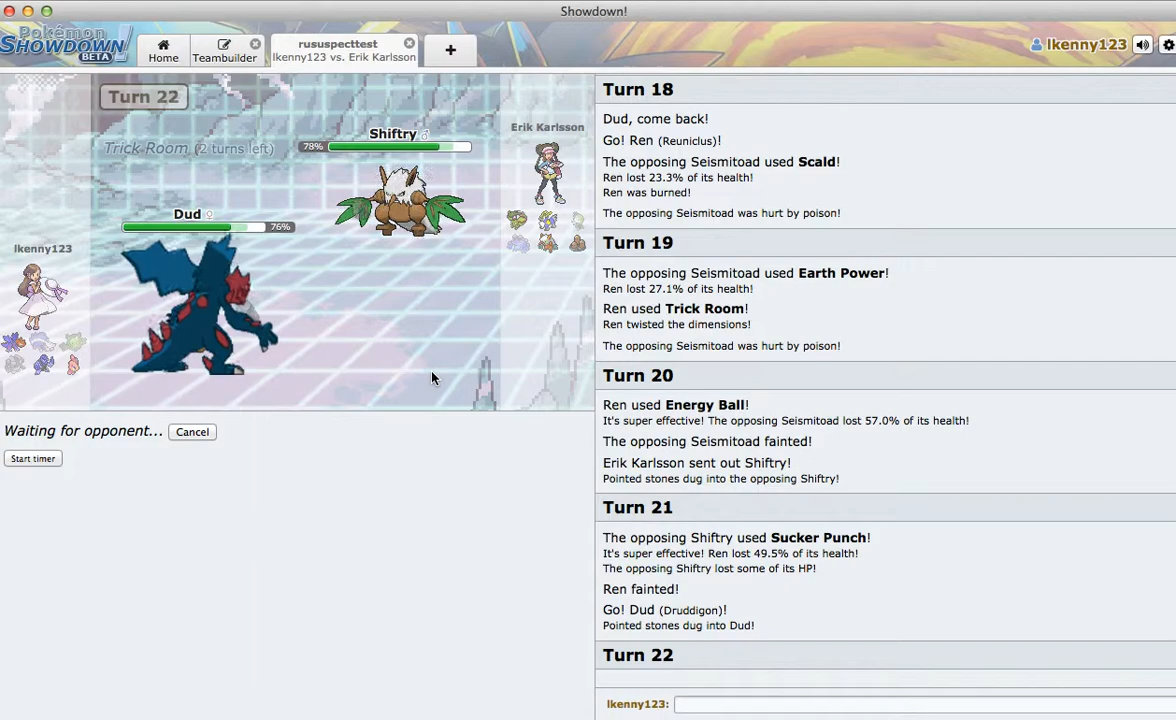 Showdown!
Pokémon
SHOWDOWN!
BETA
Home
Teambuilder
rususpecttest
lkenny123 vs. Erik Karlsson
+
lkenny123
Turn 22
Trick Room (2 turns left)
Shiftry ♂
78%
Erik Karlsson
Dud ♀
76%
lkenny123
Waiting for opponent... Cancel
Start timer
Turn 18
Dud, come back!
Go! Ren (Reuniclus)!
The opposing Seismitoad used Scald!
Ren lost 23.3% of its health!
Ren was burned!
The opposing Seismitoad was hurt by poison!
Turn 19
The opposing Seismitoad used Earth Power!
Ren lost 27.1% of its health!
Ren used Trick Room!
Ren twisted the dimensions!
The opposing Seismitoad was hurt by poison!
Turn 20
Ren used Energy Ball!
It's super effective! The opposing Seismitoad lost 57.0% of its health!
The opposing Seismitoad fainted!
Erik Karlsson sent out Shiftry!
Pointed stones dug into the opposing Shiftry!
Turn 21
The opposing Shiftry used Sucker Punch!
It's super effective! Ren lost 49.5% of its health!
The opposing Shiftry lost some of its HP!
Ren fainted!
Go! Dud (Druddigon)!
Pointed stones dug into Dud!
Turn 22
lkenny123: